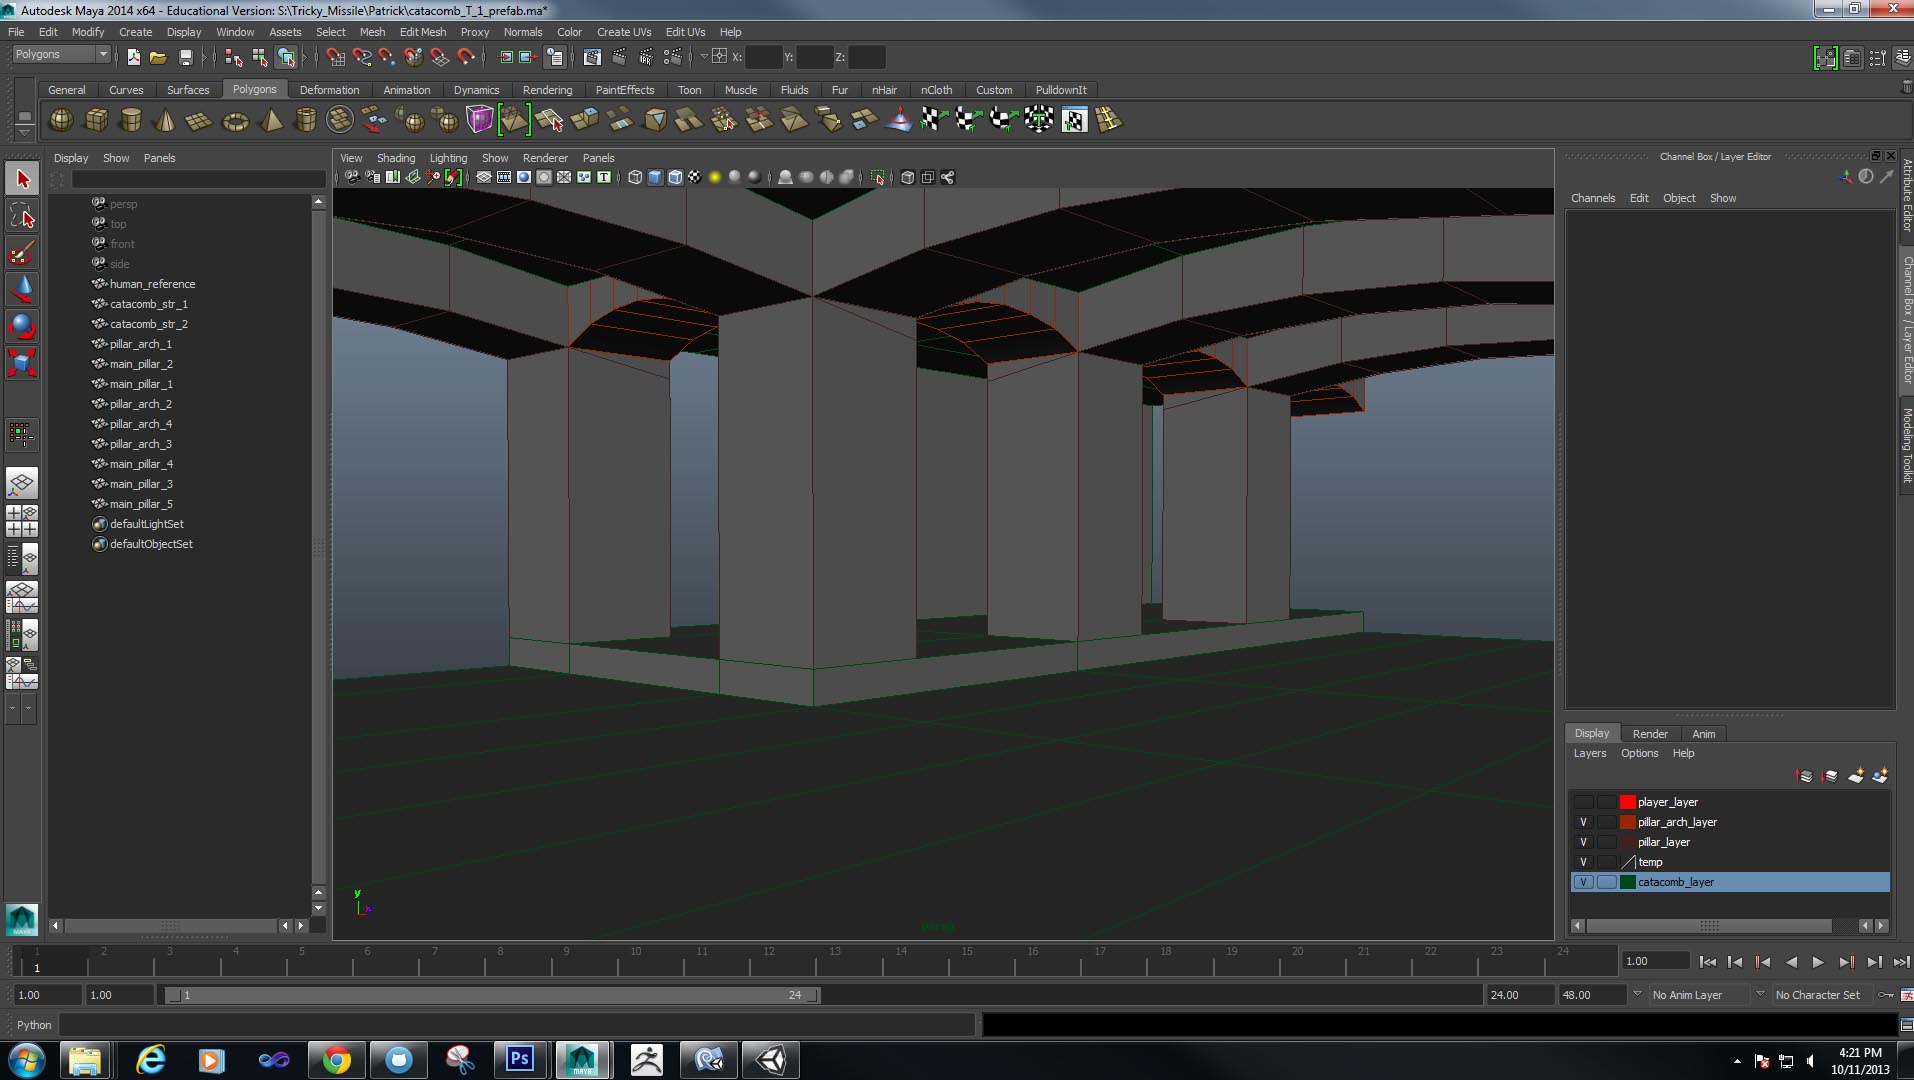 Autodesk Maya 2014 x64 - Educational Version: S:\Tricky_Missile\Patrick\catacomb_T_1_prefab.ma*
File Edit Modify Create Display Window Assets Select Mesh Edit Mesh Proxy Normals Color Create UVs Edit UVs Help
Polygons X: Y: Z:
General Curves Surfaces Polygons Deformation Animation Dynamics Rendering PaintEffects Toon Muscle Fluids Fur nHair nCloth Custom PulldownIt
Display Show Panels
View Shading Lighting Show Renderer Panels
Channel Box / Layer Editor
Channels Edit Object Show
persp
top
front
side
human_reference
catacomb_str_1
catacomb_str_2
pillar_arch_1
main_pillar_2
main_pillar_1
pillar_arch_2
pillar_arch_4
pillar_arch_3
main_pillar_4
main_pillar_3
main_pillar_5
defaultLightSet
defaultObjectSet
Attribute Editor
Channel Box / Layer Editor
Modeling Toolkit
y
persp
Display Render Anim
Layers Options Help
player_layer
V pillar_arch_layer
V pillar_layer
V temp
V catacomb_layer
MAYA
1 2 3 4 5 6 7 8 9 10 11 12 13 14 15 16 17 18 19 20 21 22 23 24
1 1.00
1.00 1.00 1 24 24.00 48.00 No Anim Layer No Character Set
Python
Ps MAYA
4:21 PM
10/11/2013